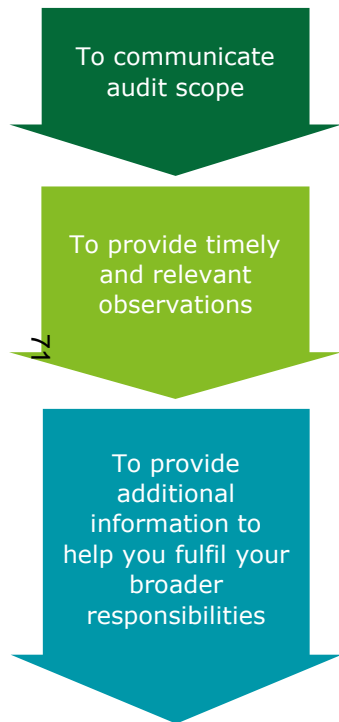 To communicate
audit scope
To provide timely
and relevant
observations
71
To provide
additional
information to
help you fulfil your
broader
responsibilities